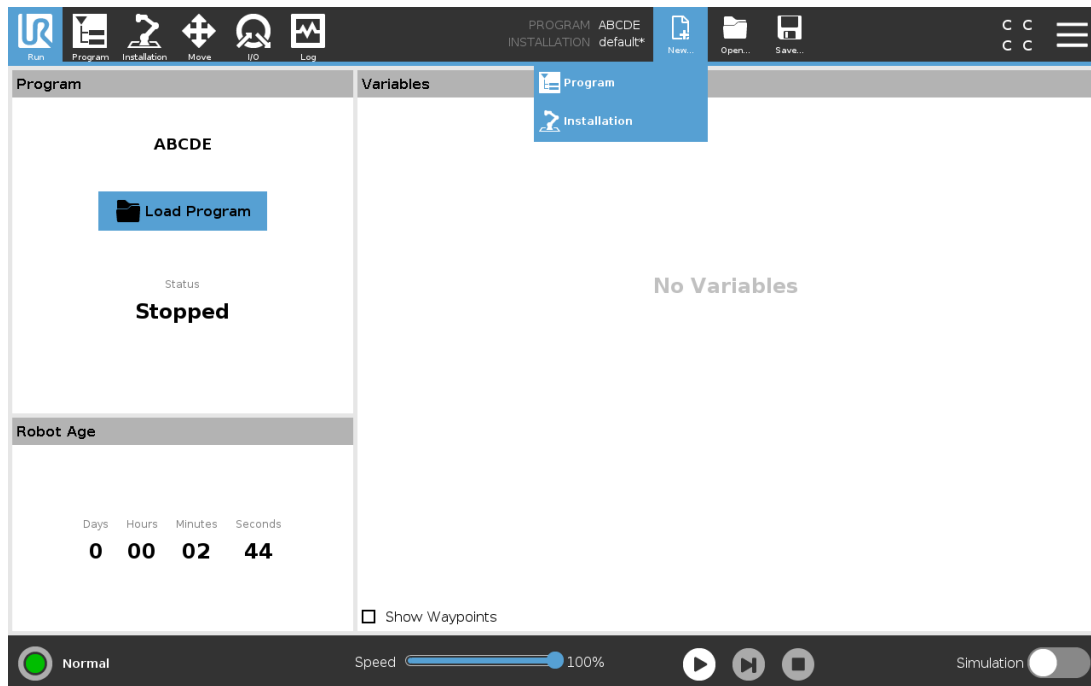 UR
Run
Program
Installation
Move
I/O
Log
PROGRAM ABCDE
INSTALLATION default*
New...
Open...
Save...
C C
C C
Program
Installation
Program
ABCDE
Load Program
Status
Stopped
Variables
No Variables
Robot Age
Days Hours Minutes Seconds
0 00 02 44
Show Waypoints
Normal
Speed 100%
Simulation